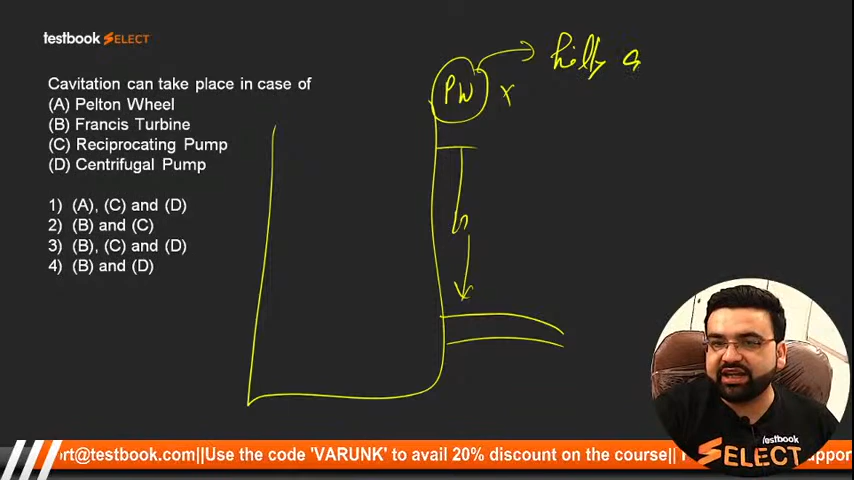 testbook SELECT
Cavitation can take place in case of
(A) Pelton Wheel
(B) Francis Turbine
(C) Reciprocating Pump
(D) Centrifugal Pump
1) (A), (C) and (D)
2) (B) and (C)
3) (B), (C) and (D)
4) (B) and (D)
PW
x
hilly a
h
/testbook
SELECT
ort@testbook.com||Use the code 'VARUNK' to avail 20% discount on the course||